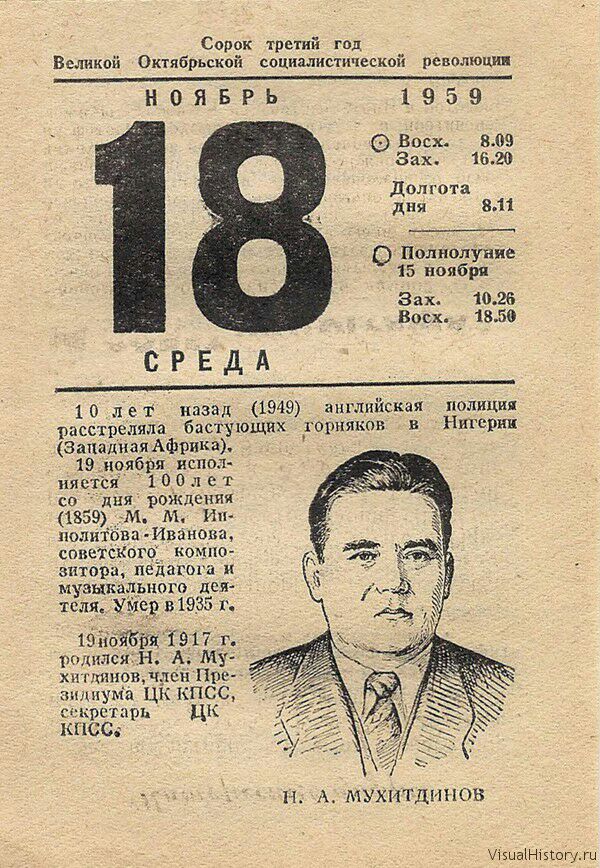 Сорок третий год
Великой Октябрьской социалистической революции
НОЯБРЬ 1959
18
Восх. 8.09
Зах. 16.20
Долгота
дня 8.11
Полнолуние
15 ноября
Зах. 10.26
Восх. 18.50
СРЕДА
10 лет назад (1949) английская полиция
расстреляла бастующих горняков в Нигерии
(Западная Африка).
19 ноября испол-
няется 100 лет
со дня рождения
(1859) М. М. Ип-
политова-Иванова,
советского компо-
зитора, педагога и
музыкального дея-
теля. Умер в 1935 г.
19 ноября 1917 г.
родился Н. А. Му-
хитдинов, член Пре-
зидиума ЦК КПСС,
секретарь ЦК
КПСС.
Н. А. МУХИТДИНОВ
VisualHistory.ru